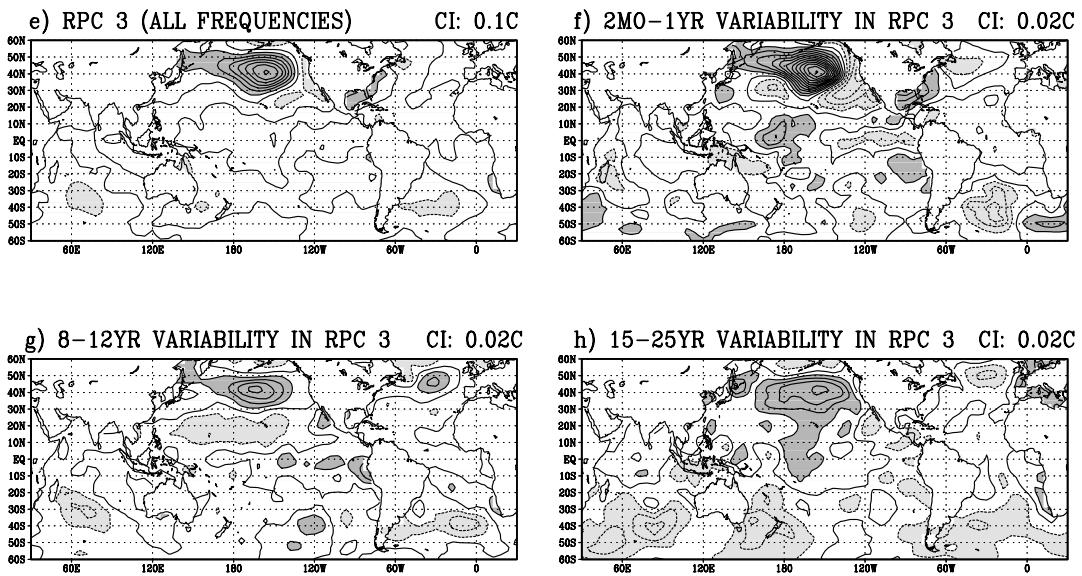 e) RPC 3 (ALL FREQUENCIES) CI: 0.1C
60N
50N
40N
30N
20N
10N
EQ
10S
20S
30S
40S
50S
60S
60E 120E 180 120W 60W 0
f) 2MO-1YR VARIABILITY IN RPC 3 CI: 0.02C
60N
50N
40N
30N
20N
10N
EQ
10S
20S
30S
40S
50S
60S
60E 120E 180 120W 60W 0
g) 8-12YR VARIABILITY IN RPC 3 CI: 0.02C
60N
50N
40N
30N
20N
10N
EQ
10S
20S
30S
40S
50S
60S
60E 120E 180 120W 60W 0
h) 15-25YR VARIABILITY IN RPC 3 CI: 0.02C
60N
50N
40N
30N
20N
10N
EQ
10S
20S
30S
40S
50S
60S
60E 120E 180 120W 60W 0